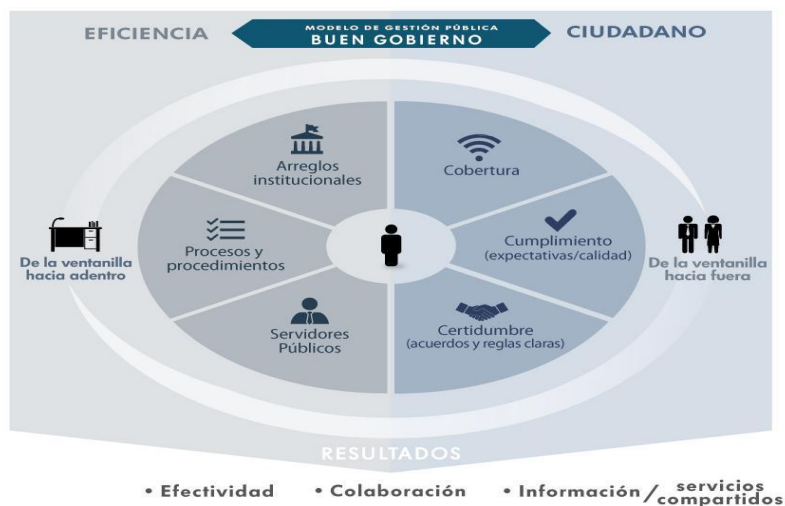 EFICIENCIA
MODELO DE GESTIÓN PÚBLICA
BUEN GOBIERNO
CIUDADANO
Arreglos
institucionales
Cobertura
Procesos y
procedimientos
Cumplimiento
(expectativas/calidad)
De la ventanilla
hacia adentro
De la ventanilla
hacia fuera
Servidores
Públicos
Certidumbre
(acuerdos y reglas claras)
RESULTADOS
• Efectividad
• Colaboración
• Información / servicios
compartidos